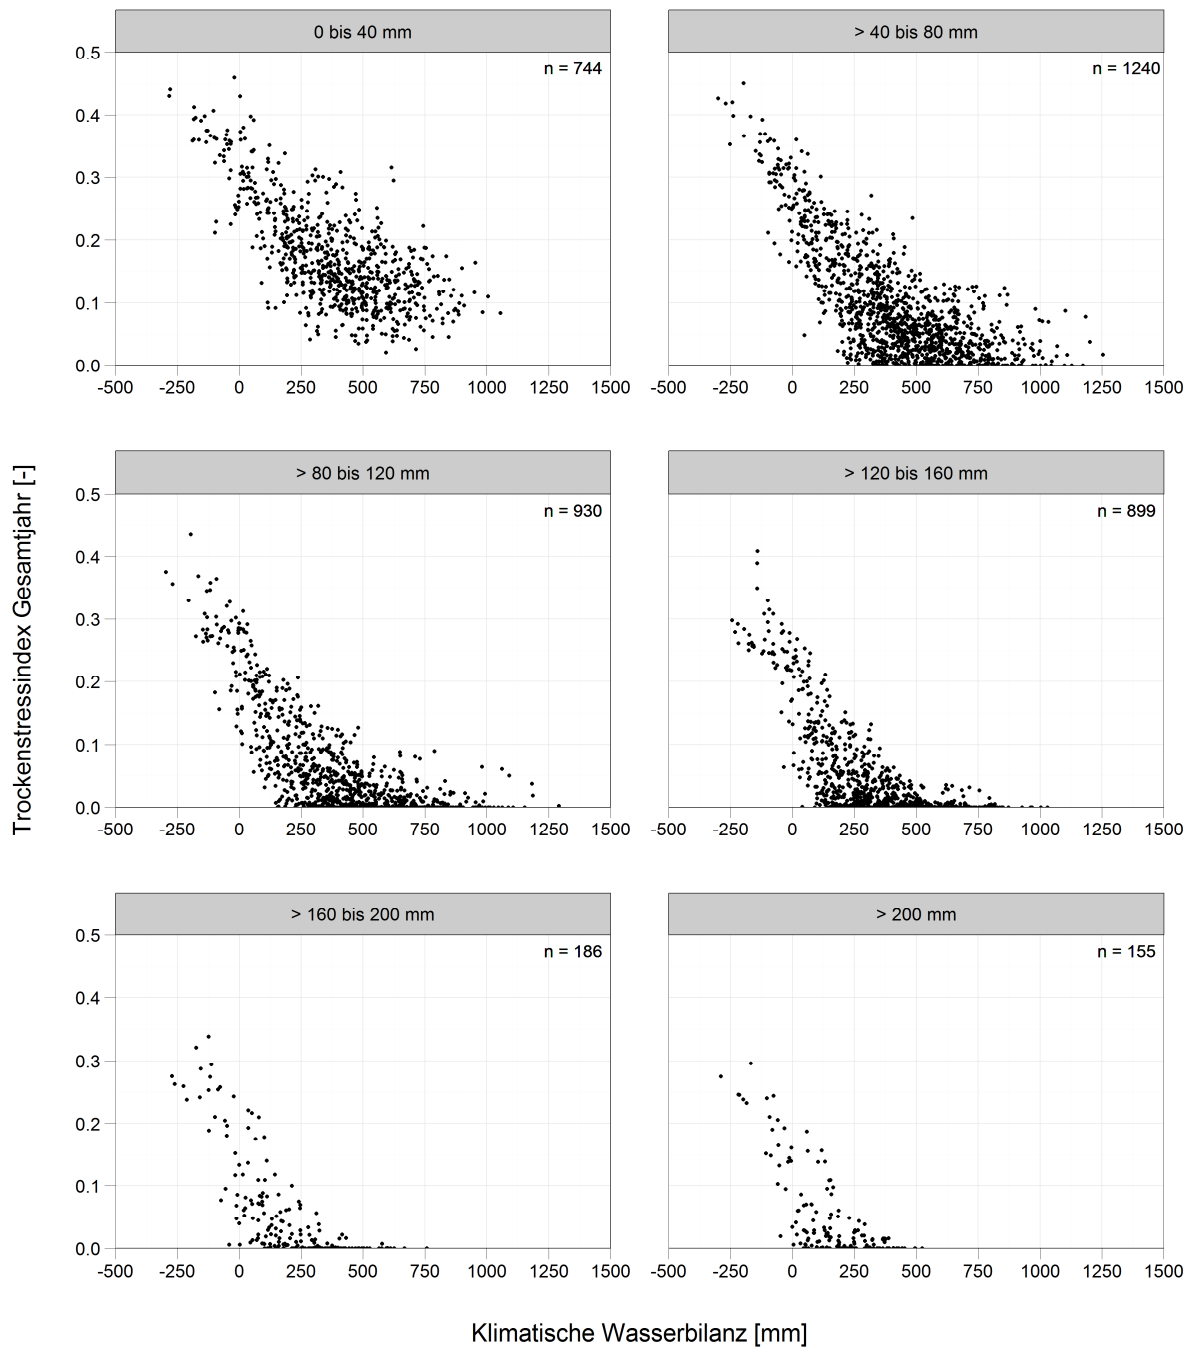 0 bis 40 mm
> 40 bis 80 mm
0.5
n = 744
n = 1240
0.4
0.3
0.2
0.1
0.0
-500 -250 0 250 500 750 1000 1250 1500
-500 -250 0 250 500 750 1000 1250 1500
Trockenstressindex Gesamtjahr [-]
> 80 bis 120 mm
> 120 bis 160 mm
0.5
n = 930
n = 899
0.4
0.3
0.2
0.1
0.0
-500 -250 0 250 500 750 1000 1250 1500
-500 -250 0 250 500 750 1000 1250 1500
> 160 bis 200 mm
> 200 mm
0.5
n = 186
n = 155
0.4
0.3
0.2
0.1
0.0
-500 -250 0 250 500 750 1000 1250 1500
-500 -250 0 250 500 750 1000 1250 1500
Klimatische Wasserbilanz [mm]